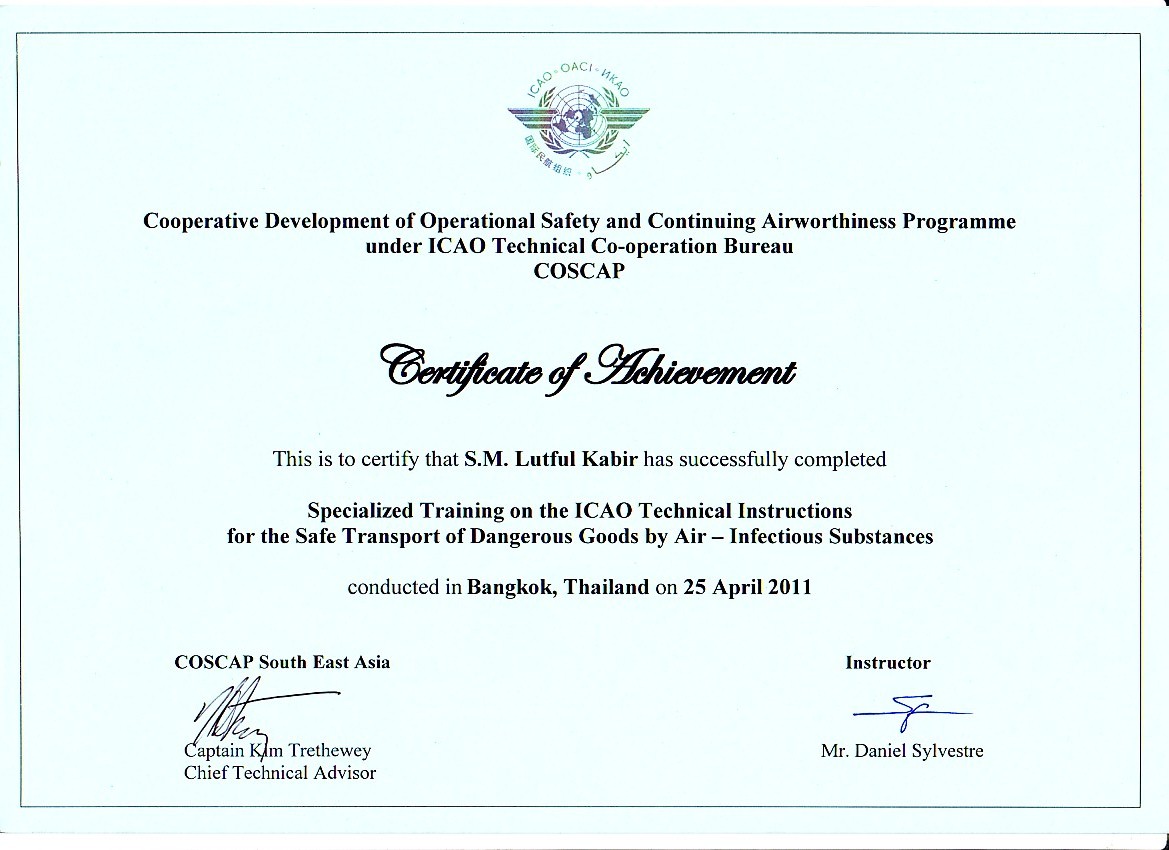 ICAO · OACI · ИКАО
国际民航组织 · إيكاو
Cooperative Development of Operational Safety and Continuing Airworthiness Programme
under ICAO Technical Co-operation Bureau
COSCAP
Certificate of Achievement
This is to certify that S.M. Lutful Kabir has successfully completed
Specialized Training on the ICAO Technical Instructions
for the Safe Transport of Dangerous Goods by Air – Infectious Substances
conducted in Bangkok, Thailand on 25 April 2011
COSCAP South East Asia
Captain Kim Trethewey
Chief Technical Advisor
Instructor
Mr. Daniel Sylvestre